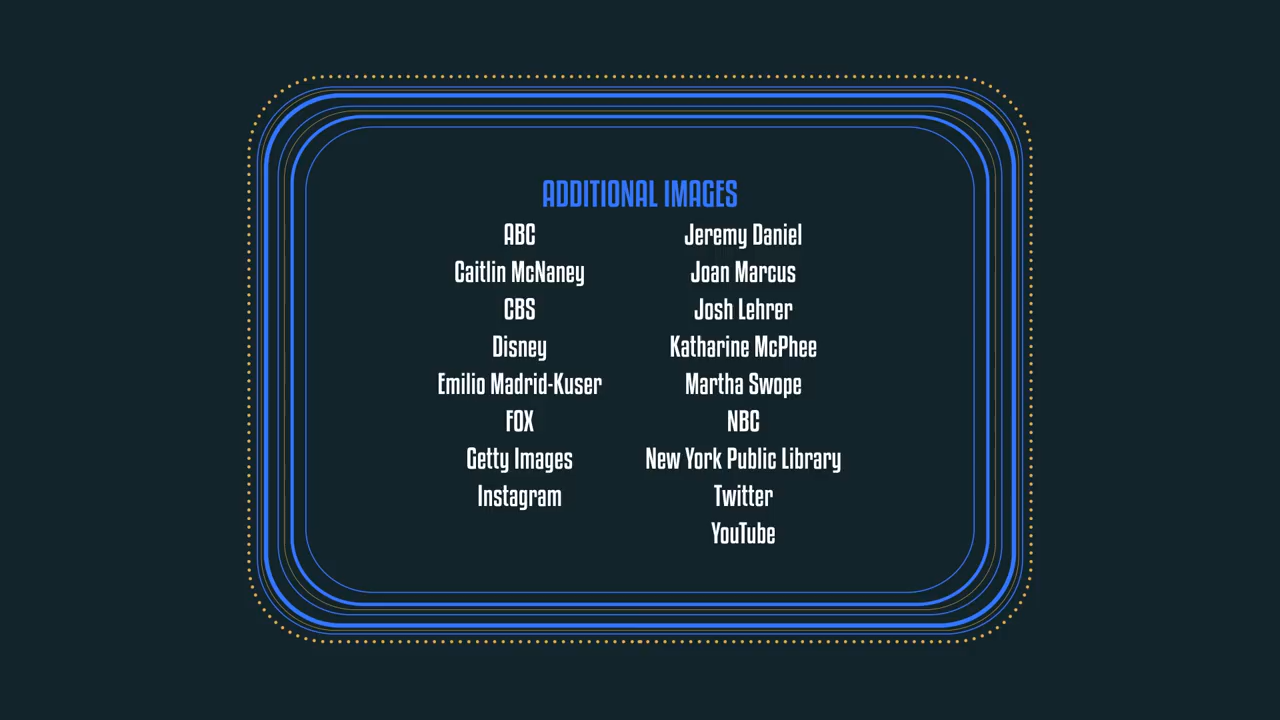 ADDITIONAL IMAGES
ABC
Caitlin McNaney
CBS
Disney
Emilio Madrid-Kuser
FOX
Getty Images
Instagram
Jeremy Daniel
Joan Marcus
Josh Lehrer
Katharine McPhee
Martha Swope
NBC
New York Public Library
Twitter
YouTube